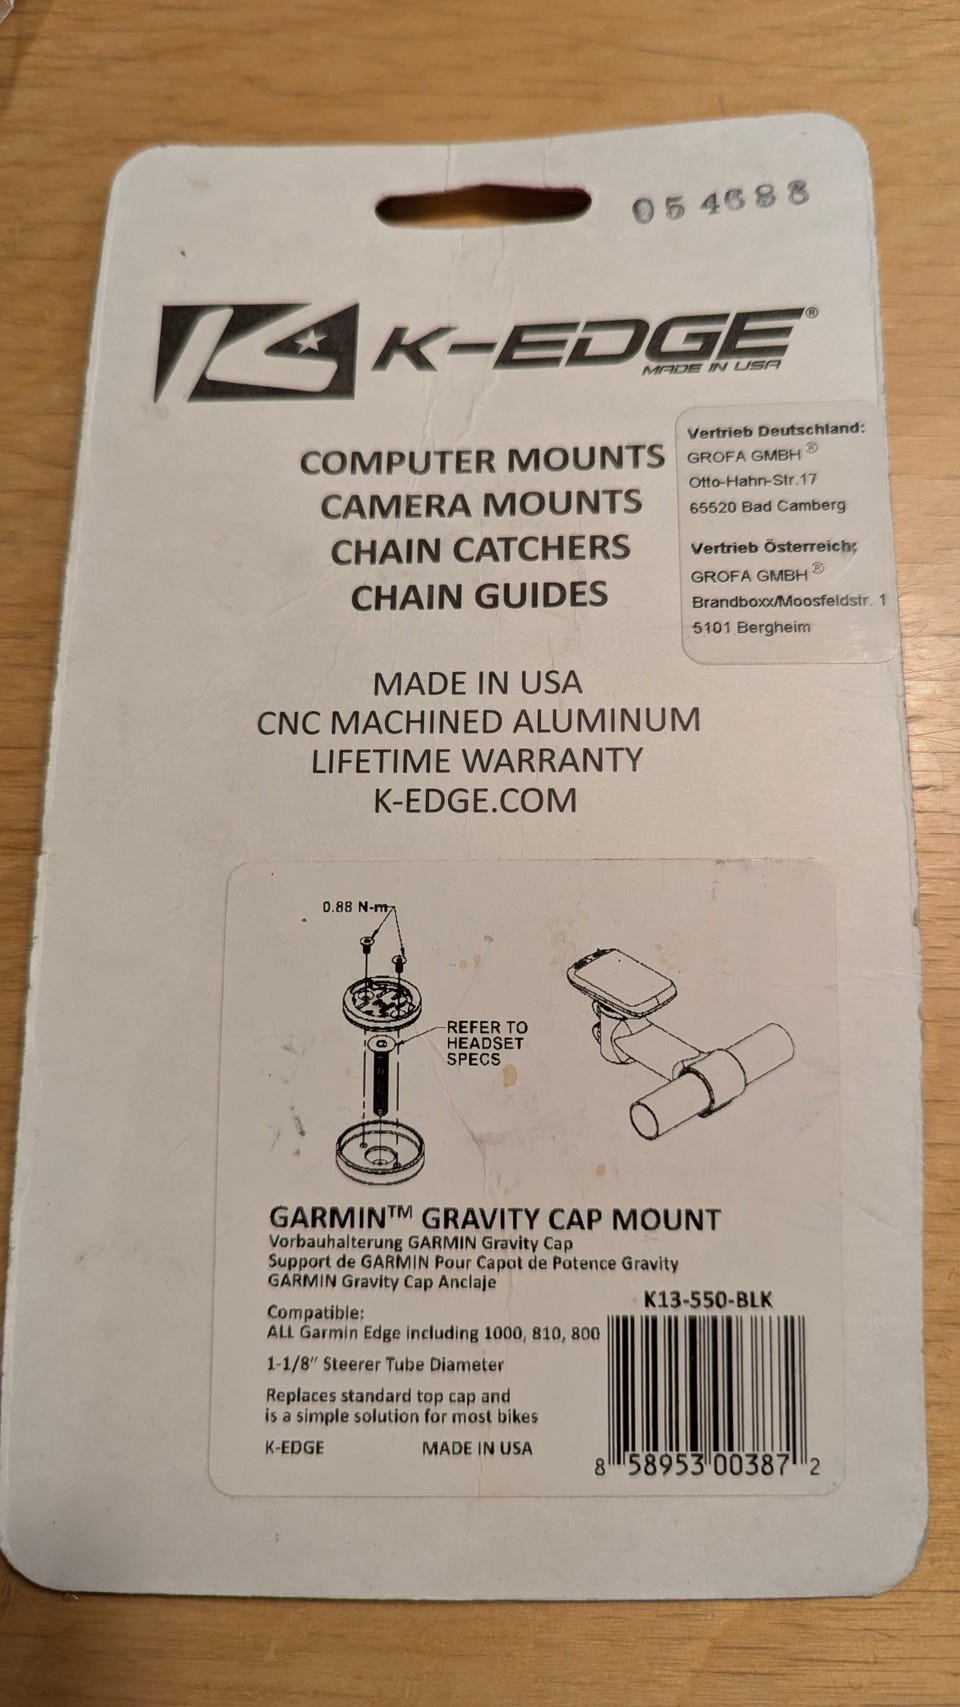 054688
K-EDGE®
MADE IN USA
COMPUTER MOUNTS
CAMERA MOUNTS
CHAIN CATCHERS
CHAIN GUIDES
Vertrieb Deutschland:
GROFA GMBH®
Otto-Hahn-Str.17
65520 Bad Camberg
Vertrieb Österreich:
GROFA GMBH®
Brandboxx/Moosfeldstr. 1
5101 Bergheim
MADE IN USA
CNC MACHINED ALUMINUM
LIFETIME WARRANTY
K-EDGE.COM
0.88 N-m
REFER TO
HEADSET
SPECS
GARMIN™ GRAVITY CAP MOUNT
Vorbauhalterung GARMIN Gravity Cap
Support de GARMIN Pour Capot de Potence Gravity
GARMIN Gravity Cap Anclaje
K13-550-BLK
Compatible:
ALL Garmin Edge including 1000, 810, 800
1-1/8" Steerer Tube Diameter
Replaces standard top cap and
is a simple solution for most bikes
K-EDGE MADE IN USA
8 58953 00387 2